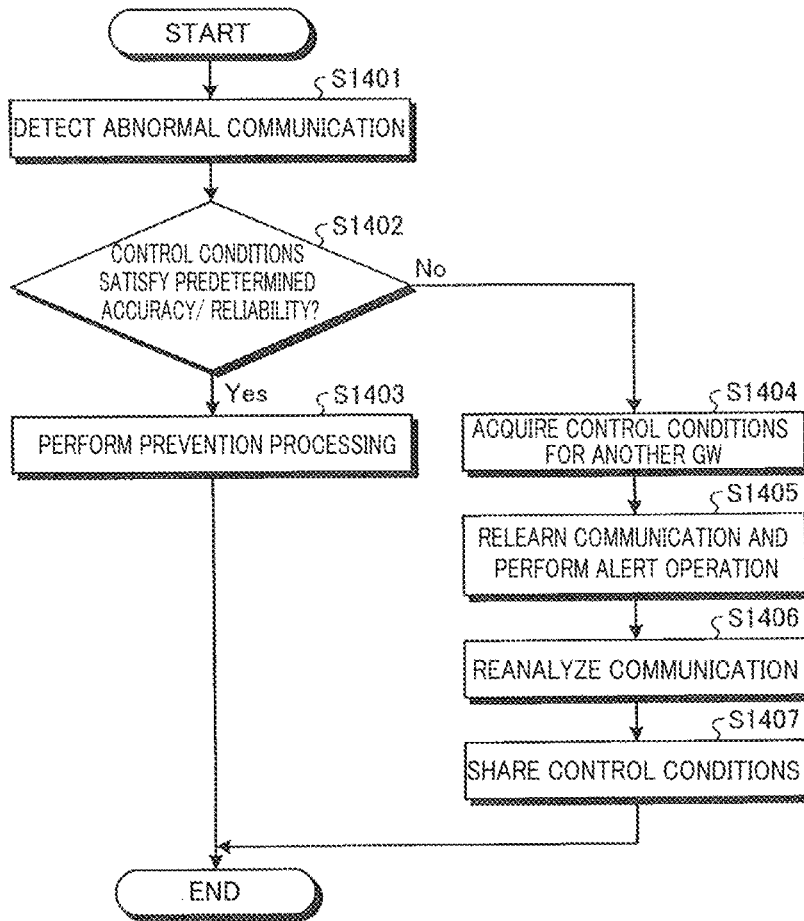 START
S1401
DETECT ABNORMAL COMMUNICATION
S1402
CONTROL CONDITIONS
SATISFY PREDETERMINED
ACCURACY/ RELIABILITY?
No
Yes
S1403
PERFORM PREVENTION PROCESSING
S1404
ACQUIRE CONTROL CONDITIONS
FOR ANOTHER GW
S1405
RELEARN COMMUNICATION AND
PERFORM ALERT OPERATION
S1406
REANALYZE COMMUNICATION
S1407
SHARE CONTROL CONDITIONS
END